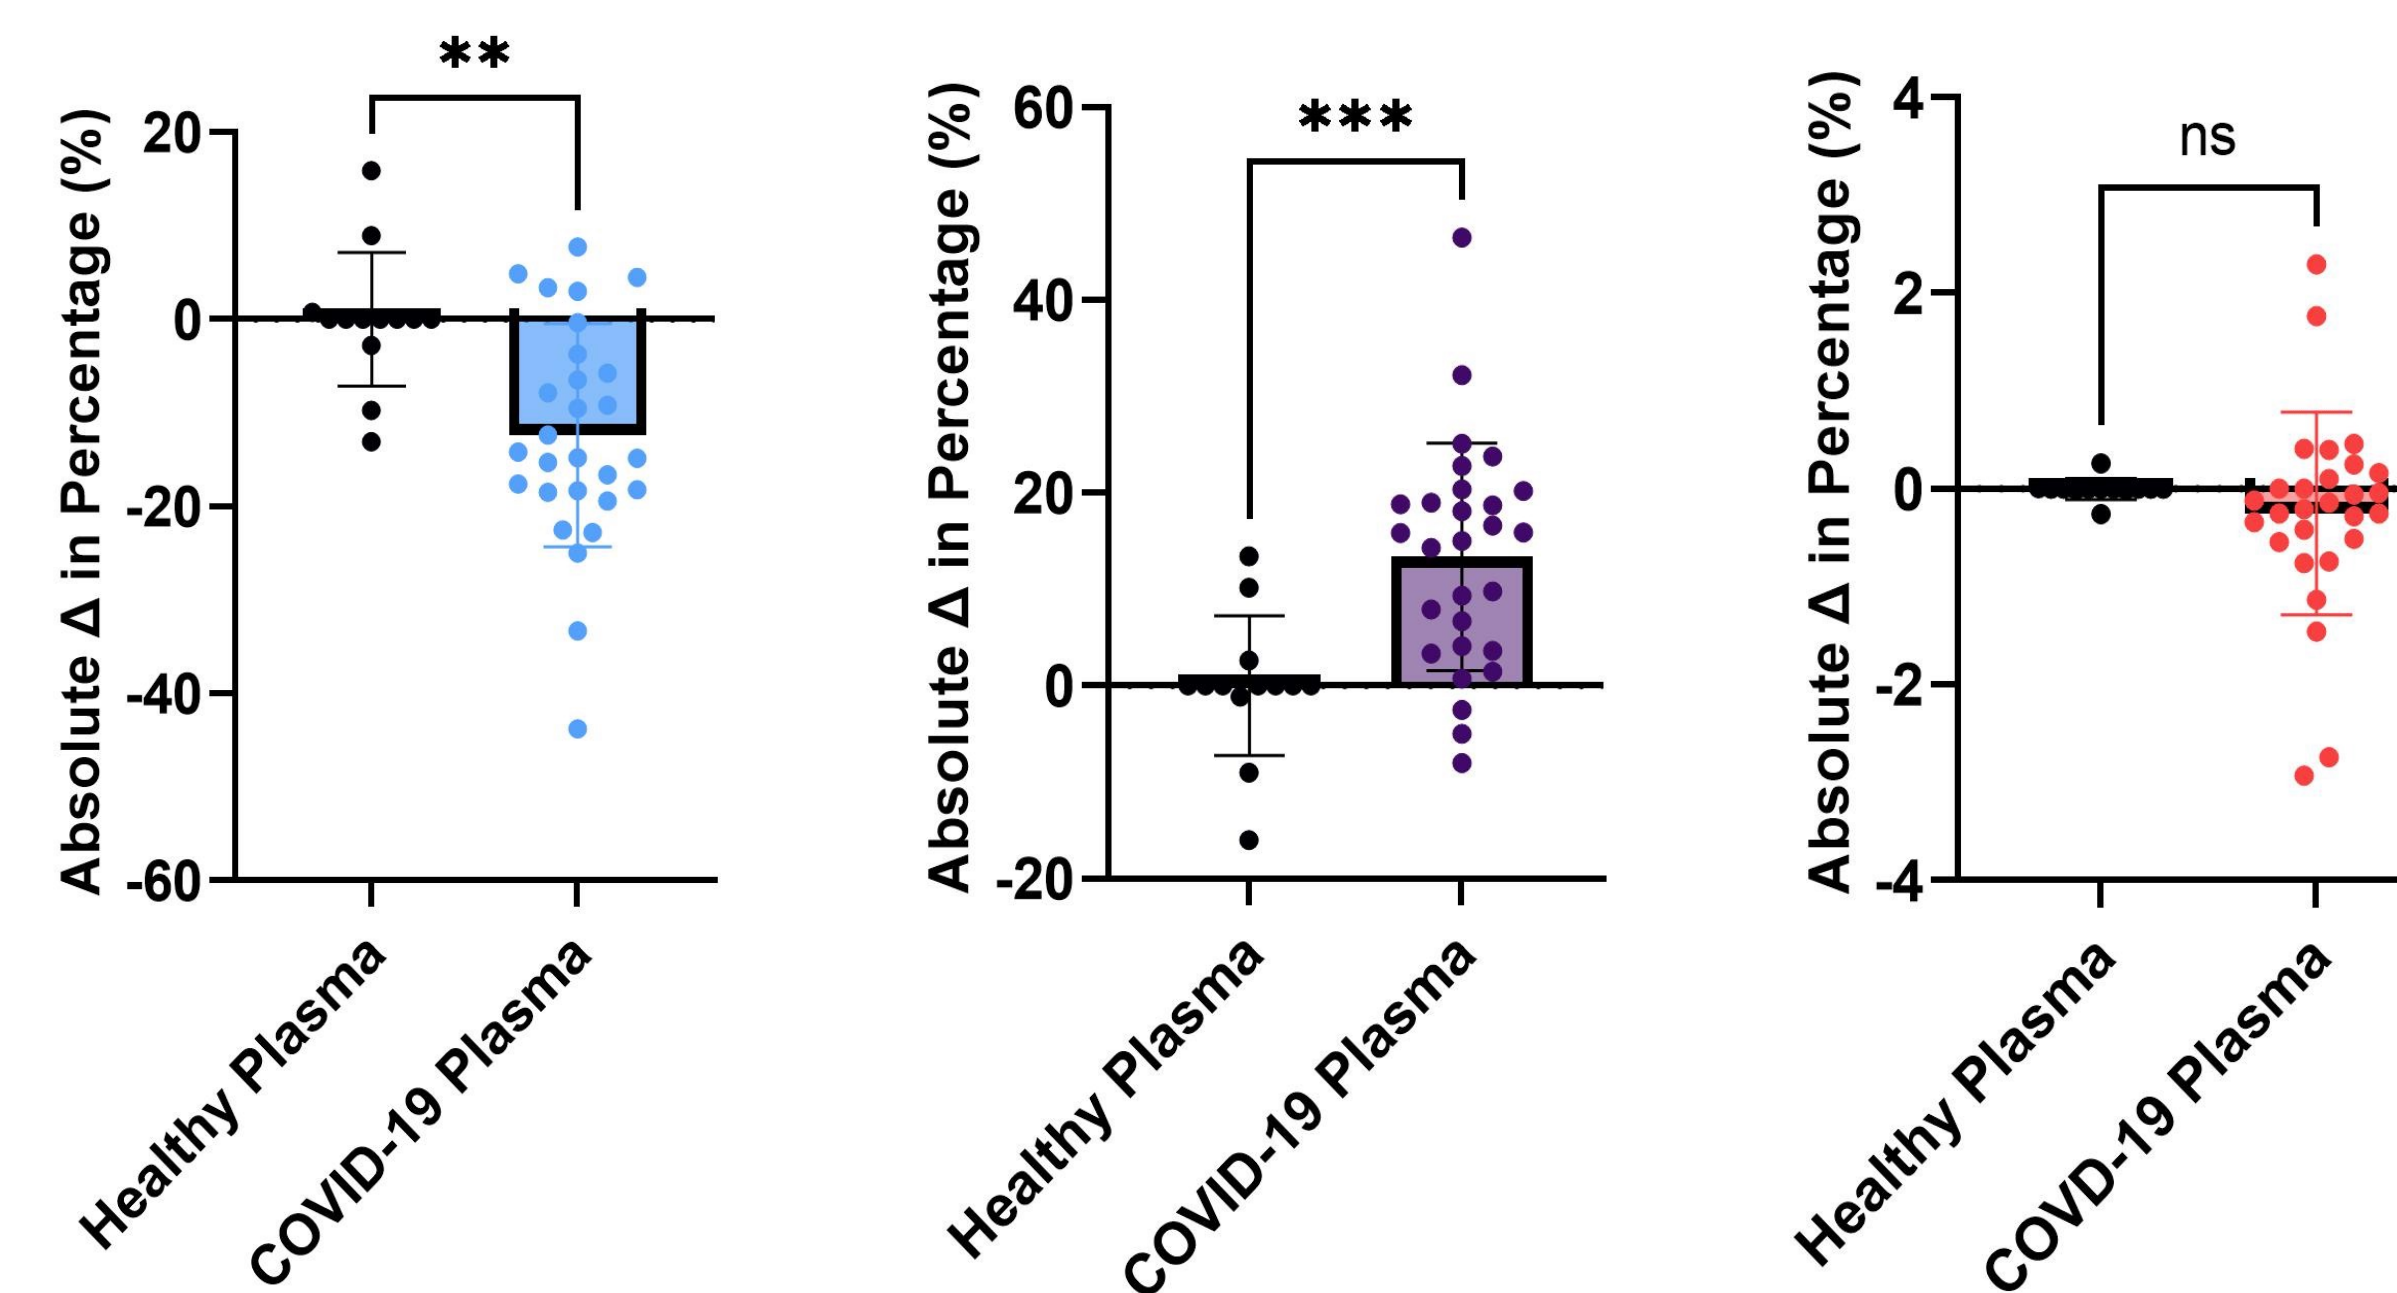 **
Absolute Δ in Percentage (%)
20
0
-20
-40
-60
Healthy Plasma
COVIID-19 Plasma
***
Absolute Δ in Percentage (%)
60
40
20
0
-20
Healthy Plasma
COVIID-19 Plasma
ns
Absolute Δ in Percentage (%)
4
2
0
-2
-4
Healthy Plasma
COVD-19 Plasma